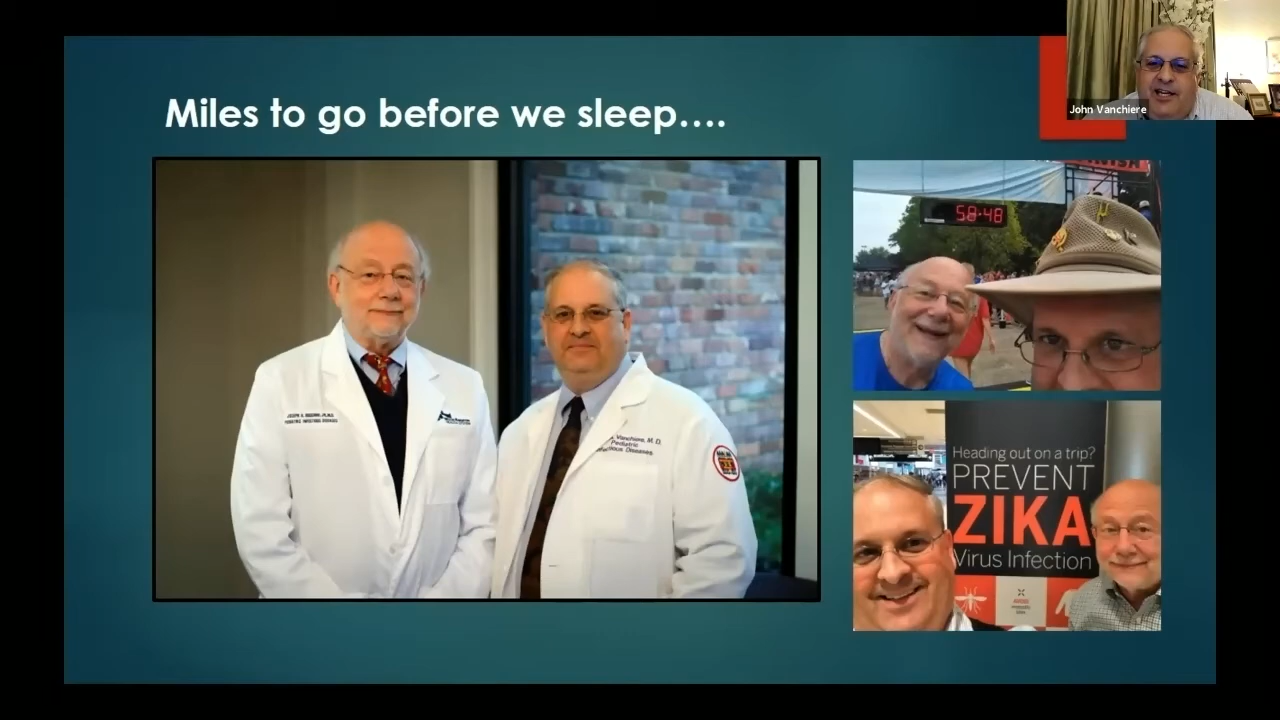 Miles to go before we sleep....
John Vanchiere
58:48
Vanchiere, M.D.
Pediatric
Infectious Diseases
Heading out on a trip?
PREVENT
ZIKA
Virus Infection